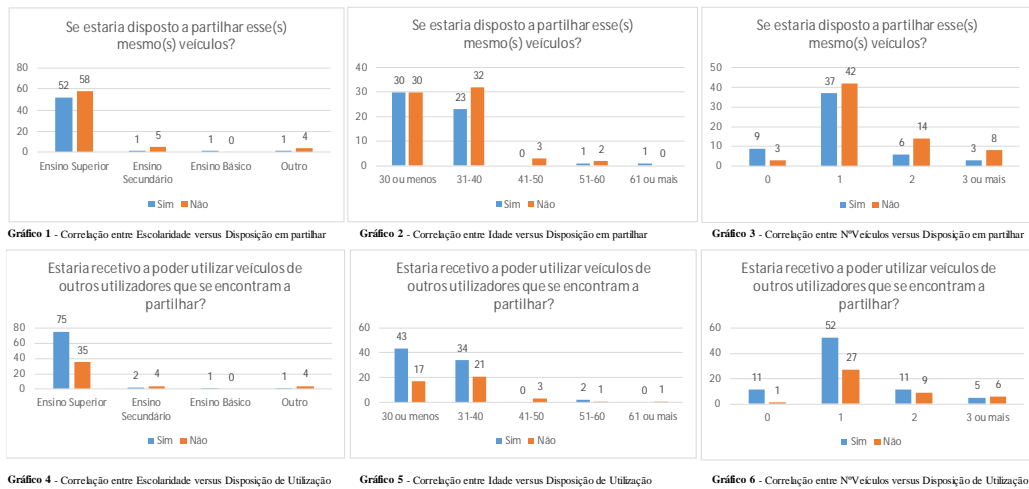 Se estaria disposto a partilhar esse(s)
mesmo(s) veículos?
80
60
40
20
0
52 58
1 5
1 0
1 4
Ensino Superior Ensino Secundário Ensino Básico Outro
Sim Não
Gráfico 1 - Correlação entre Escolaridade versus Disposição em partilhar
Se estaria disposto a partilhar esse(s)
mesmo(s) veículos?
40
30
20
10
0
30 30
23 32
0 3
1 2
1 0
30 ou menos 31-40 41-50 51-60 61 ou mais
Sim Não
Gráfico 2 - Correlação entre Idade versus Disposição em partilhar
Se estaria disposto a partilhar esse(s)
mesmo(s) veículos?
50
40
30
20
10
0
9 3
37 42
6 14
3 8
0 1 2 3 ou mais
Sim Não
Gráfico 3 - Correlação entre NºVeículos versus Disposição em partilhar
Estaria recetivo a poder utilizar veículos de
outros utilizadores que se encontram a
partilhar?
80
60
40
20
0
75 35
2 4
1 0
1 4
Ensino Superior Ensino Secundário Ensino Básico Outro
Sim Não
Gráfico 4 - Correlação entre Escolaridade versus Disposição de Utilização
Estaria recetivo a poder utilizar veículos de
outros utilizadores que se encontram a
partilhar?
60
40
20
0
43 17
34 21
0 3
2 1
0 1
30 ou menos 31-40 41-50 51-60 61 ou mais
Sim Não
Gráfico 5 - Correlação entre Idade versus Disposição de Utilização
Estaria recetivo a poder utilizar veículos de
outros utilizadores que se encontram a
partilhar?
60
40
20
0
11 1
52 27
11 9
5 6
0 1 2 3 ou mais
Sim Não
Gráfico 6 - Correlação entre NºVeículos versus Disposição de Utilização